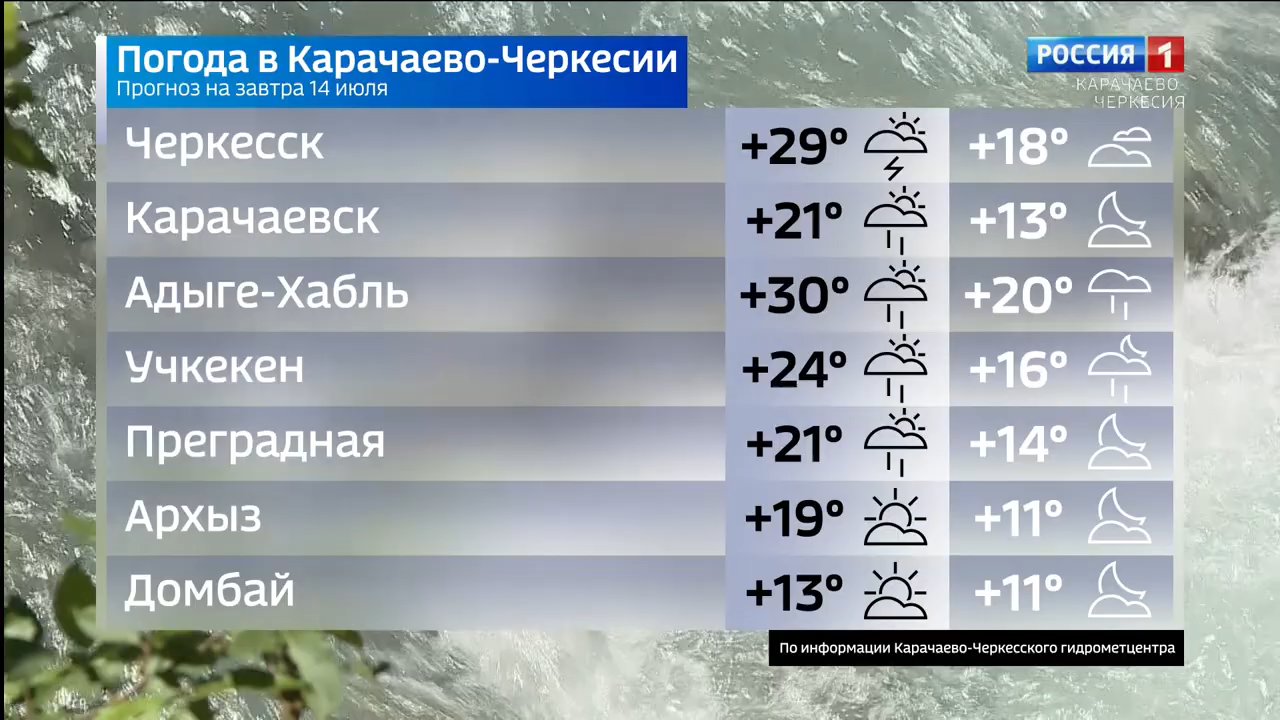 Погода в Карачаево-Черкесии
Прогноз на завтра 14 июля
РОССИЯ 1
КАРАЧАЕВО
ЧЕРКЕСИЯ
Черкесск +29° +18°
Карачаевск +21° +13°
Адыге-Хабль +30° +20°
Учкекен +24° +16°
Преградная +21° +14°
Архыз +19° +11°
Домбай +13° +11°
По информации Карачаево-Черкесского гидрометцентра